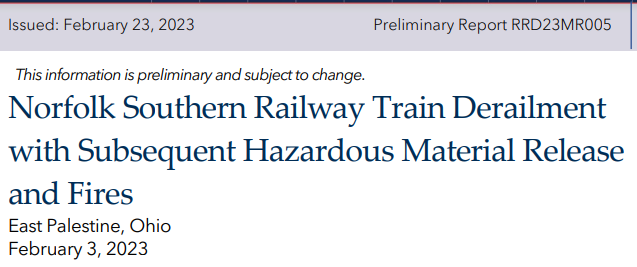 Issued: February 23, 2023 Preliminary Report RRD23MR005
This information is preliminary and subject to change.
Norfolk Southern Railway Train Derailment
with Subsequent Hazardous Material Release
and Fires
East Palestine, Ohio
February 3, 2023